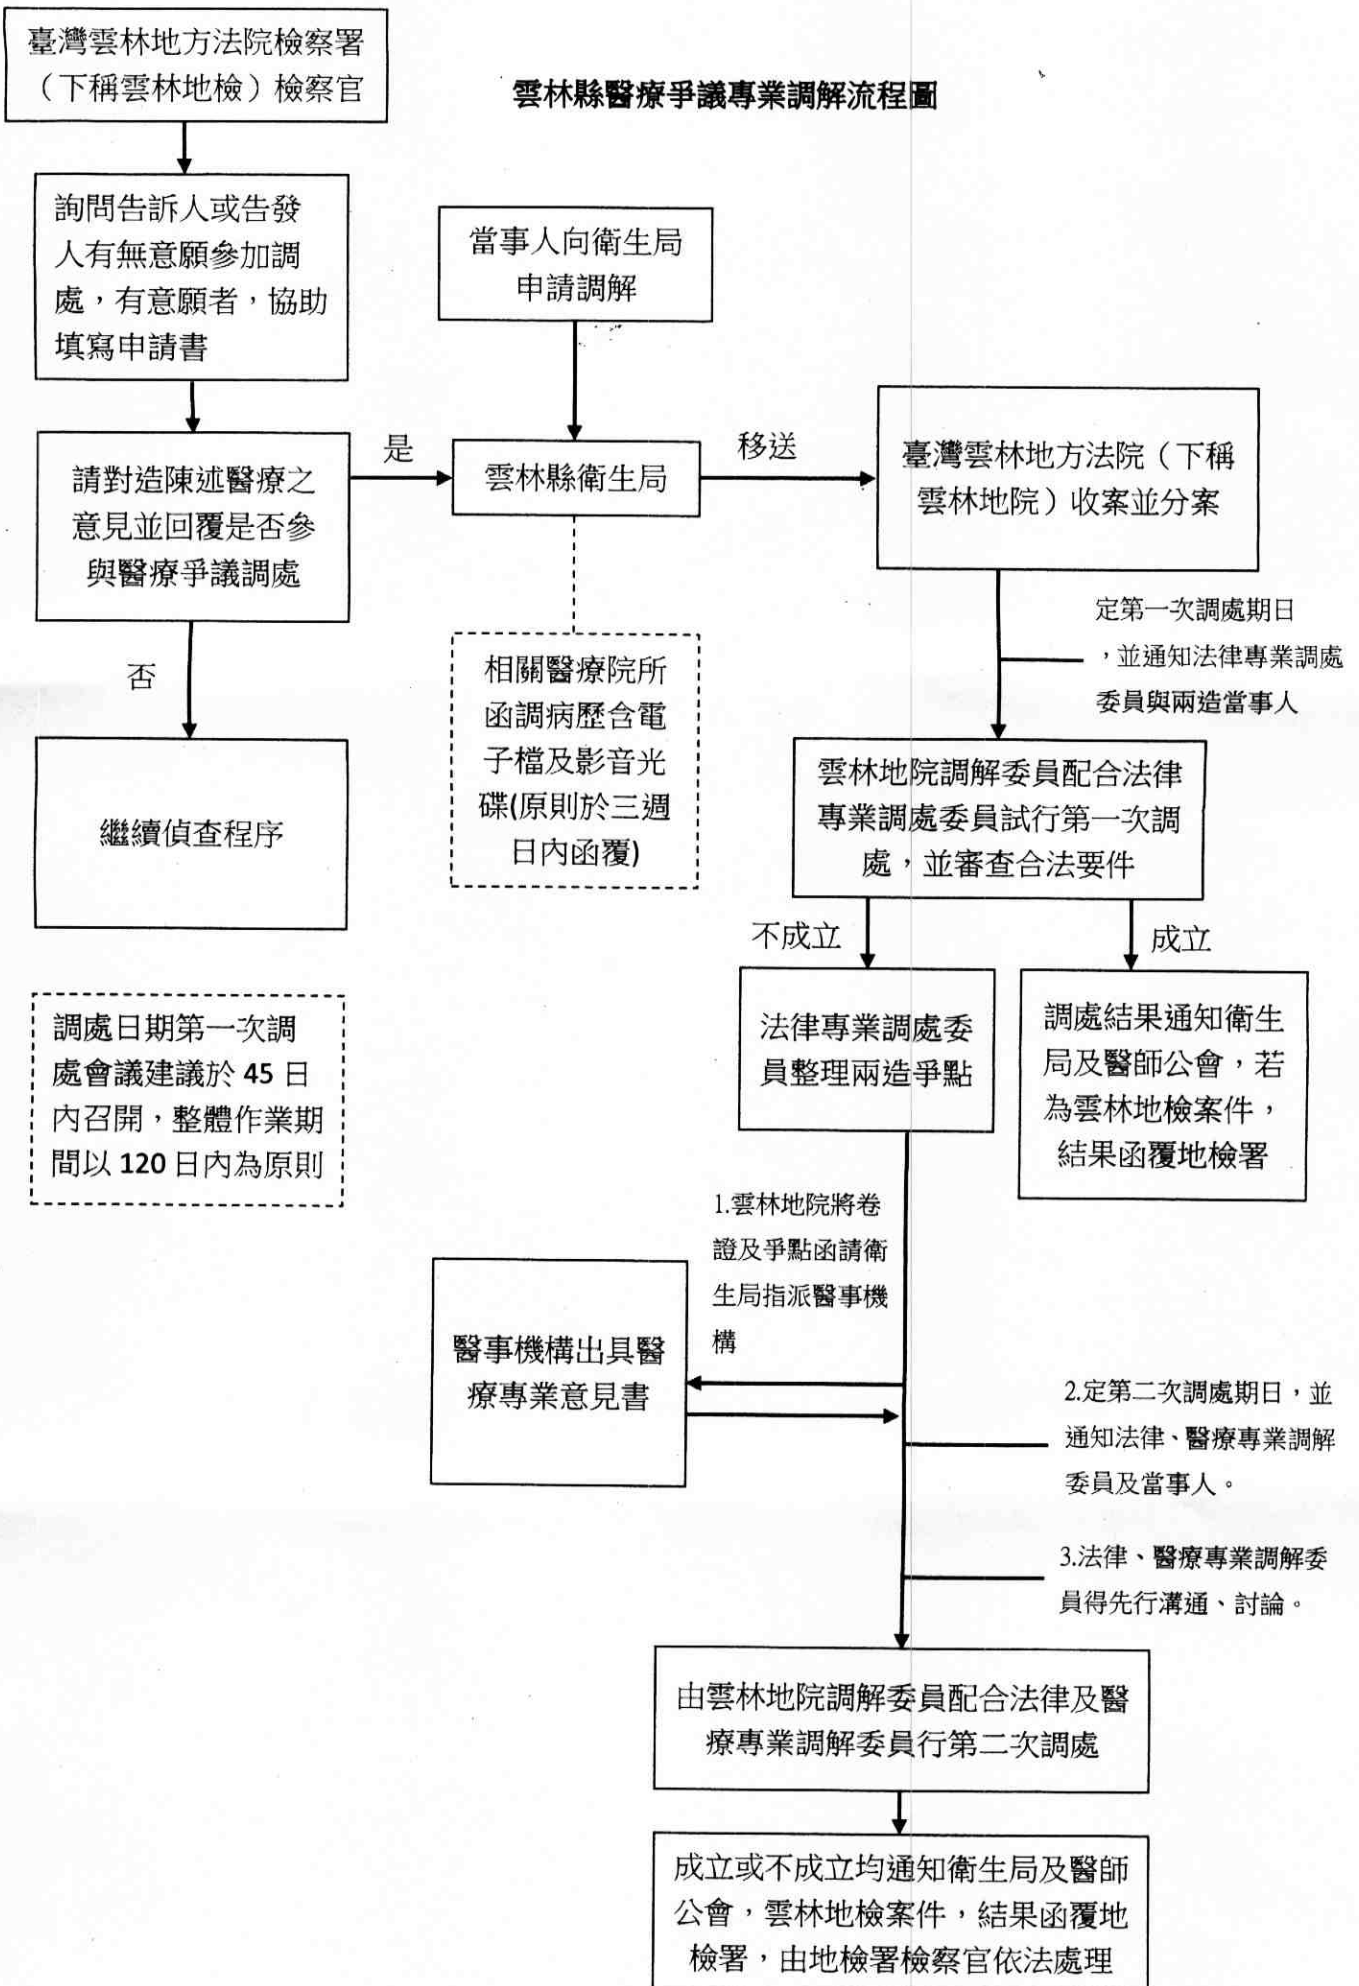 臺灣雲林地方法院檢察署
（下稱雲林地檢）檢察官
雲林縣醫療爭議專業調解流程圖
詢問告訴人或告發
人有無意願參加調
處，有意願者，協助
填寫申請書
當事人向衛生局
申請調解
請對造陳述醫療之
意見並回覆是否參
與醫療爭議調處
是
雲林縣衛生局
移送
臺灣雲林地方法院（下稱
雲林地院）收案並分案
否
繼續偵查程序
相關醫療院所
函調病歷含電
子檔及影音光
碟(原則於三週
日內函覆)
定第一次調處期日
，並通知法律專業調處
委員與兩造當事人
雲林地院調解委員配合法律
專業調處委員試行第一次調
處，並審查合法要件
不成立
成立
調處日期第一次調
處會議建議於 45 日
內召開，整體作業期
間以 120 日內為原則
法律專業調處委
員整理兩造爭點
調處結果通知衛生
局及醫師公會，若
為雲林地檢案件，
結果函覆地檢署
1.雲林地院將卷
證及爭點函請衛
生局指派醫事機
構
醫事機構出具醫
療專業意見書
2.定第二次調處期日，並
通知法律、醫療專業調解
委員及當事人。
3.法律、醫療專業調解委
員得先行溝通、討論。
由雲林地院調解委員配合法律及醫
療專業調解委員行第二次調處
成立或不成立均通知衛生局及醫師
公會，雲林地檢案件，結果函覆地
檢署，由地檢署檢察官依法處理